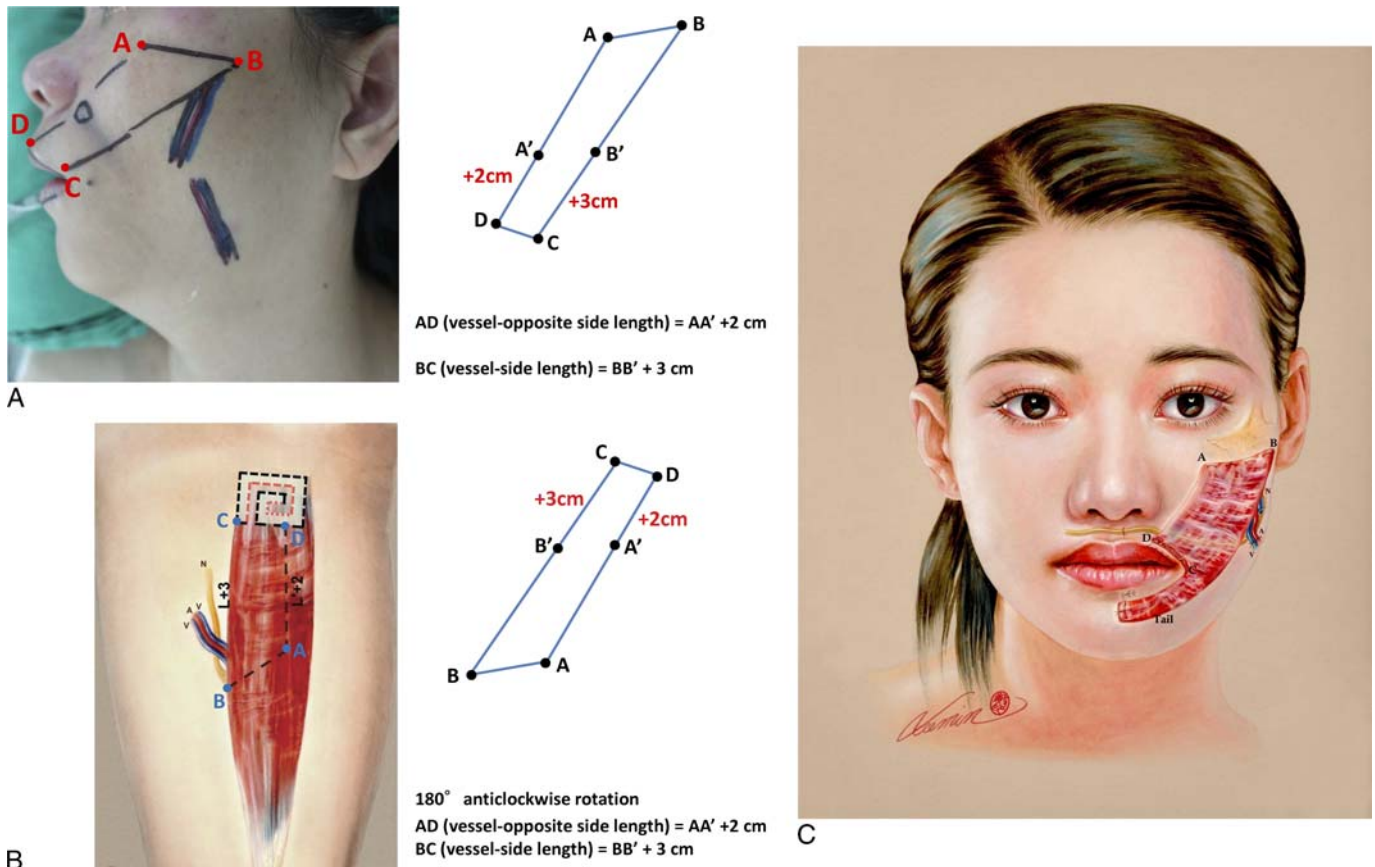 A
B
D
C
A
B
A'
B'
+2cm
+3cm
D
C
AD (vessel-opposite side length) = AA' +2 cm
BC (vessel-side length) = BB' + 3 cm
A
C
D
N
L+3
L'+2
A
V
V
A
B
B
C
D
+3cm
+2cm
B'
A'
B
A
180° anticlockwise rotation
AD (vessel-opposite side length) = AA' +2 cm
BC (vessel-side length) = BB' + 3 cm
A
B
N
V
D
C
Tail
C